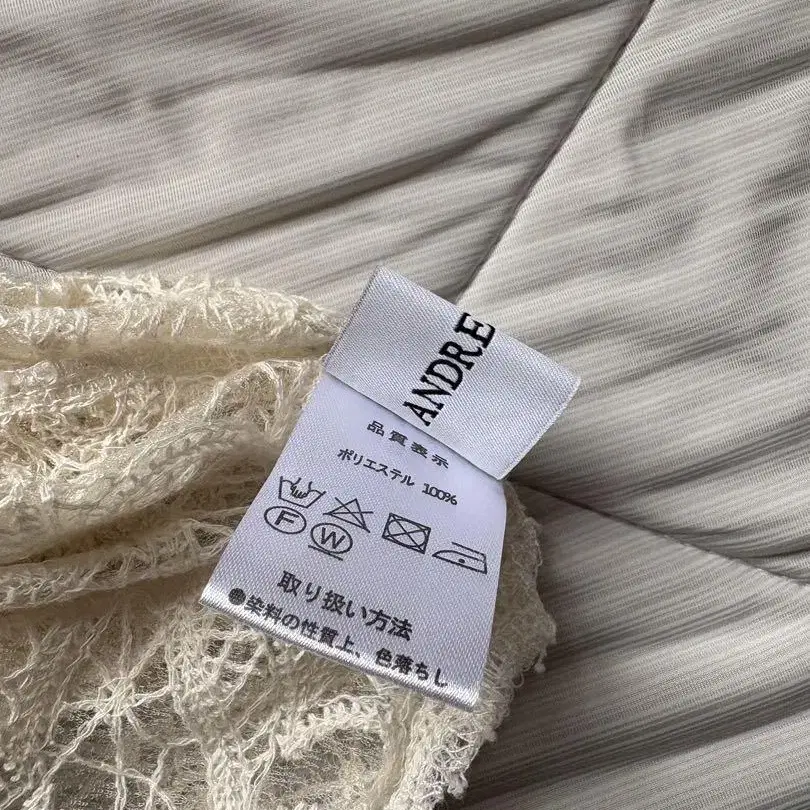 ANDRE
品質表示
ポリエステル 100%
F W
取り扱い方法
●染料の性質上、色落ちし